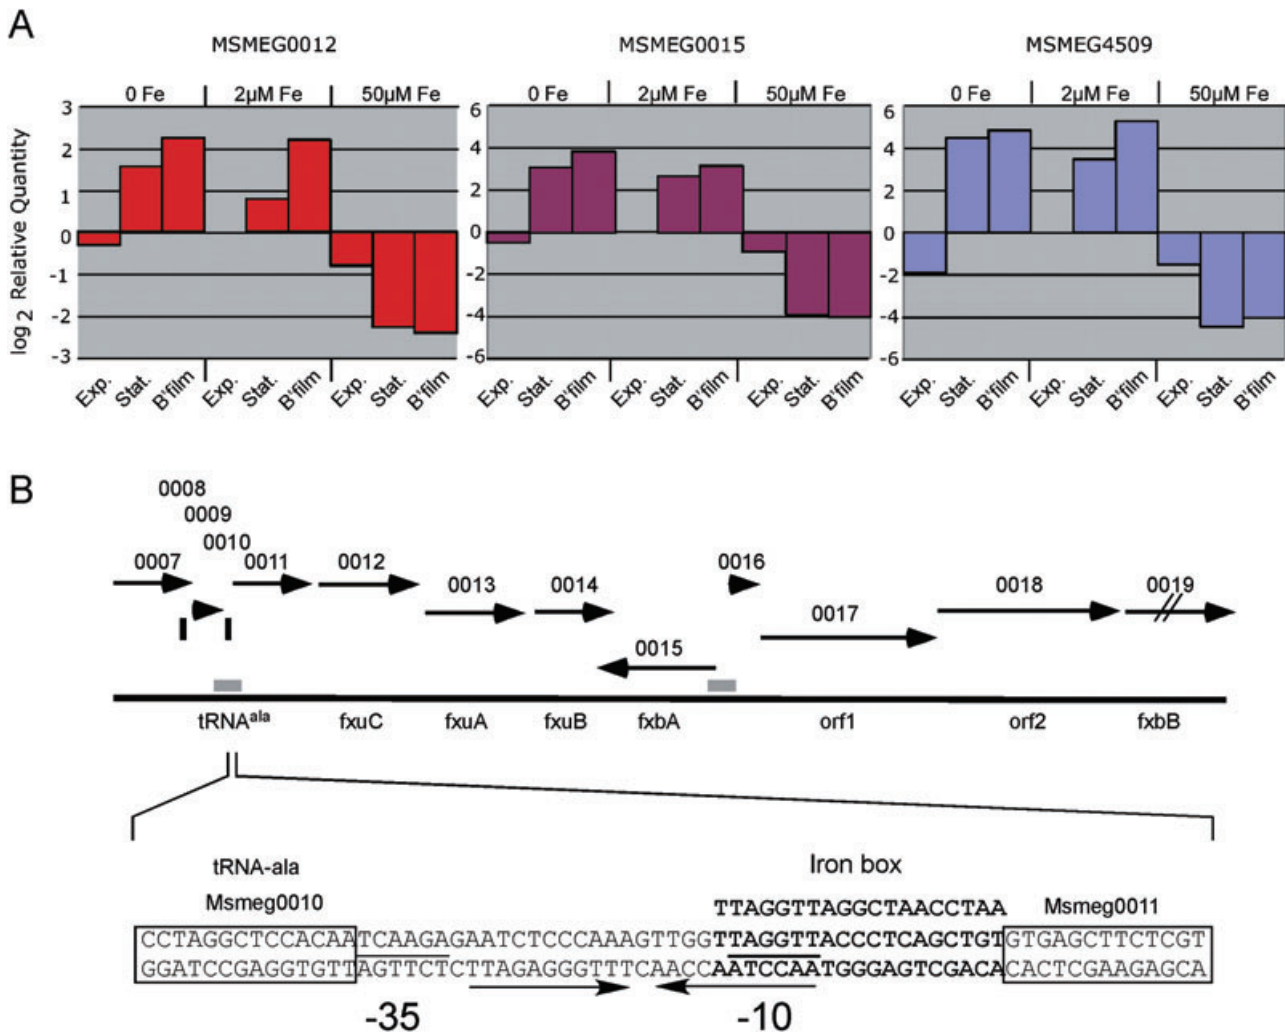 A
MSMEG0012 MSMEG0015 MSMEG4509
0 Fe 2µM Fe 50µM Fe 0 Fe 2µM Fe 50µM Fe 0 Fe 2µM Fe 50µM Fe
log2 Relative Quantity
3 6 6
2 4 4
1 2 2
0 0 0
-1 -2 -2
-2 -4 -4
-3 -6 -6
Exp. Stat. B'film Exp. Stat. B'film Exp. Stat. B'film Exp. Stat. B'film Exp. Stat. B'film Exp. Stat. B'film Exp. Stat. B'film Exp. Stat. B'film Exp. Stat. B'film
B
0008
0009
0010
0007 0011 0012 0013 0014 0015 0016 0017 0018 0019
tRNAala fxuC fxuA fxuB fxbA orf1 orf2 fxbB
tRNA-ala Iron box
Msmeg0010 TTAGGTTAGGCTAACCTAA Msmeg0011
CCTAGGCTCCACAATCAAGAGAATCTCCCAAAGTTGGTTAGGTTACCCTCAGCTGTGTGAGCTTCTCGT
GGATCCGAGGTGTTAGTTCTCTTAGAGGGTTTCAACCAATCCAATGGGAGTCGACACACTCGAAGAGCA
-35 -10